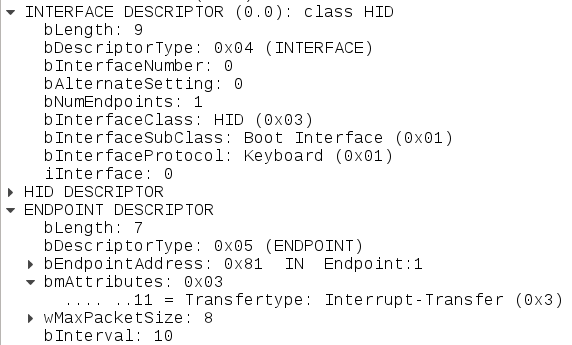 INTERFACE DESCRIPTOR (0.0): class HID
bLength: 9
bDescriptorType: 0x04 (INTERFACE)
bInterfaceNumber: 0
bAlternateSetting: 0
bNumEndpoints: 1
bInterfaceClass: HID (0x03)
bInterfaceSubClass: Boot Interface (0x01)
bInterfaceProtocol: Keyboard (0x01)
iInterface: 0
HID DESCRIPTOR
ENDPOINT DESCRIPTOR
bLength: 7
bDescriptorType: 0x05 (ENDPOINT)
bEndpointAddress: 0x81  IN  Endpoint:1
bmAttributes: 0x03
.... ..11 = Transfertype: Interrupt-Transfer (0x3)
wMaxPacketSize: 8
bInterval: 10